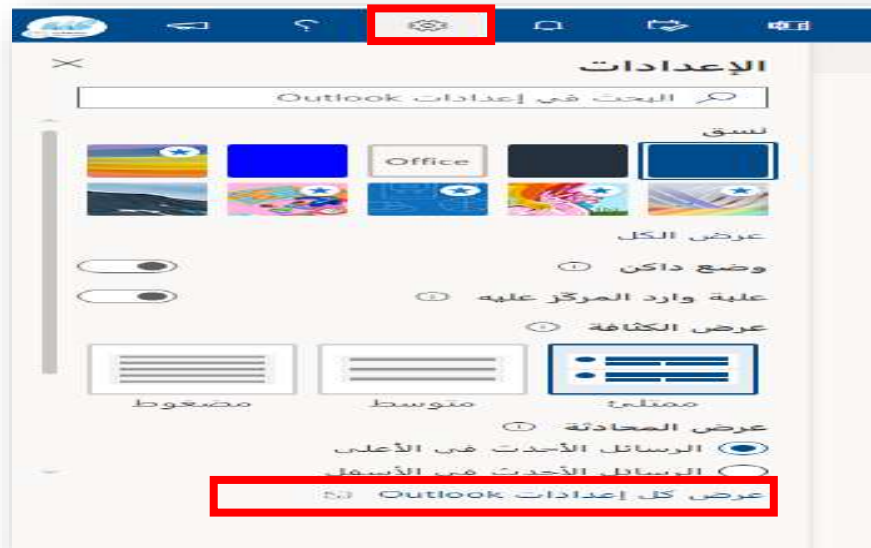 الإعدادات
البحث في إعدادات Outlook
نسق
Office
عرض الكل
وضع داكن
علبة وارد المركّز عليه
عرض الكثافة
ممتلئ متوسط مضغوط
عرض المحادثة
الرسائل الأحدث في الأعلى
الرسائل الأحدث في الأسفل
عرض كل إعدادات Outlook